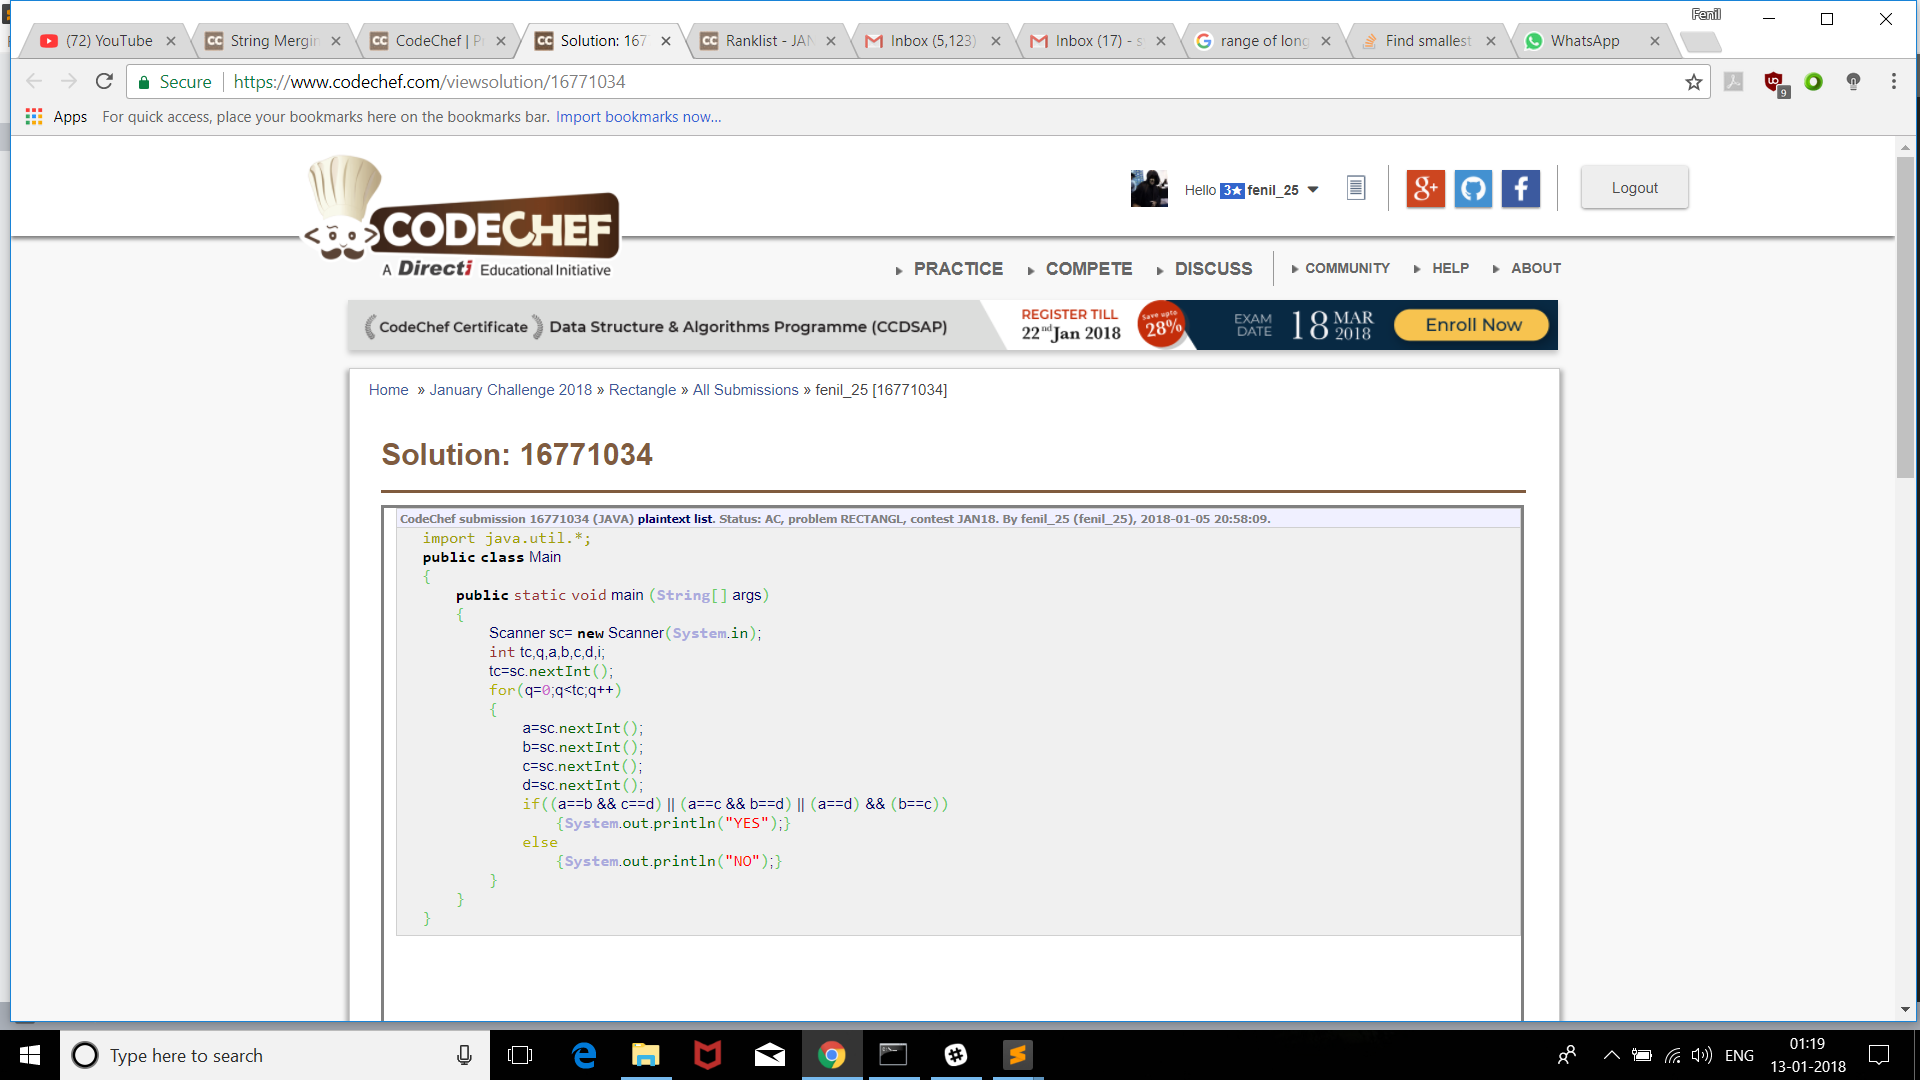 Fenil
(72) YouTube
String Mergin
CodeChef | P
Solution: 167
Ranklist - JAN
Inbox (5,123)
Inbox (17) - s
range of long
Find smallest
WhatsApp
Secure https://www.codechef.com/viewsolution/16771034
9
Apps For quick access, place your bookmarks here on the bookmarks bar. Import bookmarks now...
CODECHEF
A Directi Educational Initiative
Hello 3★ fenil_25
g+
f
Logout
PRACTICE COMPETE DISCUSS COMMUNITY HELP ABOUT
CodeChef Certificate Data Structure & Algorithms Programme (CCDSAP)
REGISTER TILL
22nd Jan 2018
Save upto
28%
EXAM
DATE
18 MAR
2018
Enroll Now
Home » January Challenge 2018 » Rectangle » All Submissions » fenil_25 [16771034]
Solution: 16771034
CodeChef submission 16771034 (JAVA) plaintext list. Status: AC, problem RECTANGL, contest JAN18. By fenil_25 (fenil_25), 2018-01-05 20:58:09.
import java.util.*;
public class Main
{
public static void main (String[] args)
{
Scanner sc= new Scanner(System.in);
int tc,q,a,b,c,d,i;
tc=sc.nextInt();
for(q=0;q<tc;q++)
{
a=sc.nextInt();
b=sc.nextInt();
c=sc.nextInt();
d=sc.nextInt();
if((a==b && c==d) || (a==c && b==d) || (a==d) && (b==c))
{System.out.println("YES");}
else
{System.out.println("NO");}
}
}
}
Type here to search
ENG
01:19
13-01-2018